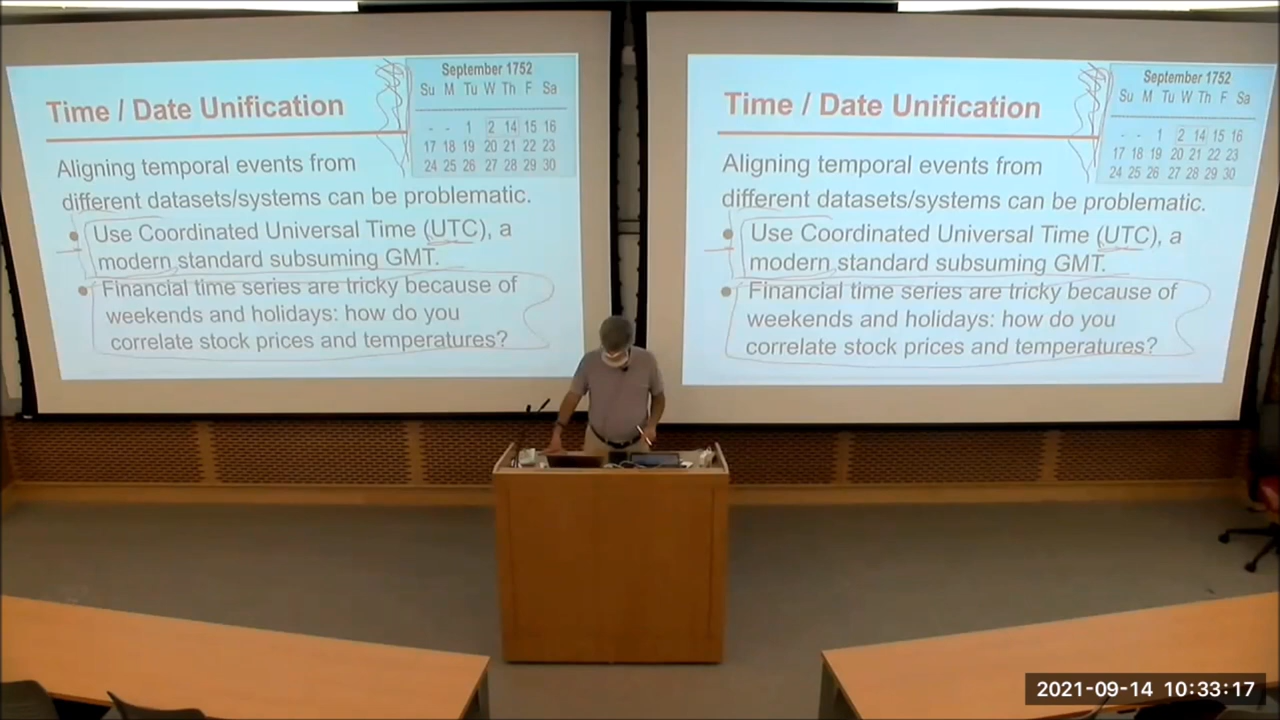 Time / Date Unification
September 1752
Su M Tu W Th F Sa
- - 1 2 14 15 16
17 18 19 20 21 22 23
24 25 26 27 28 29 30
Aligning temporal events from
different datasets/systems can be problematic.
• Use Coordinated Universal Time (UTC), a
modern standard subsuming GMT.
• Financial time series are tricky because of
weekends and holidays: how do you
correlate stock prices and temperatures?
Time / Date Unification
September 1752
Su M Tu W Th F Sa
- - 1 2 14 15 16
17 18 19 20 21 22 23
24 25 26 27 28 29 30
Aligning temporal events from
different datasets/systems can be problematic.
• Use Coordinated Universal Time (UTC), a
modern standard subsuming GMT.
• Financial time series are tricky because of
weekends and holidays: how do you
correlate stock prices and temperatures?
2021-09-14 10:33:17